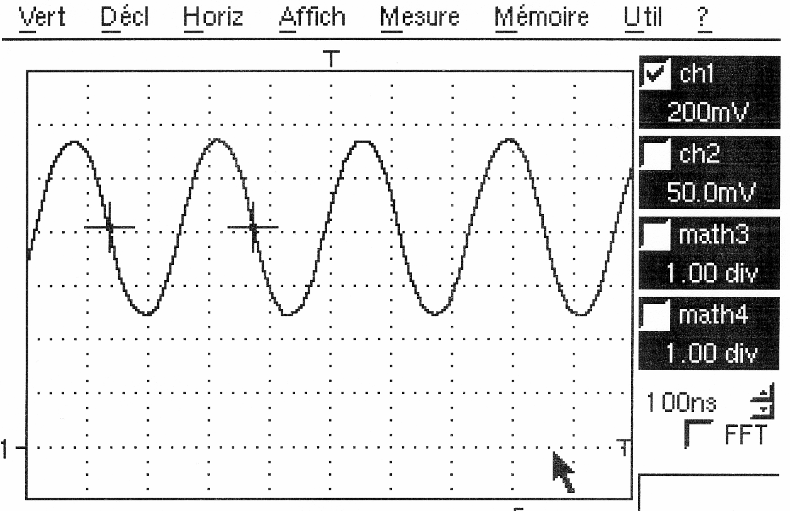 Vert Décl Horiz Affich Mesure Mémoire Util ?
T
ch1
200mV
ch2
50.0mV
math3
1.00 div
math4
1.00 div
100ns
FFT
1
T